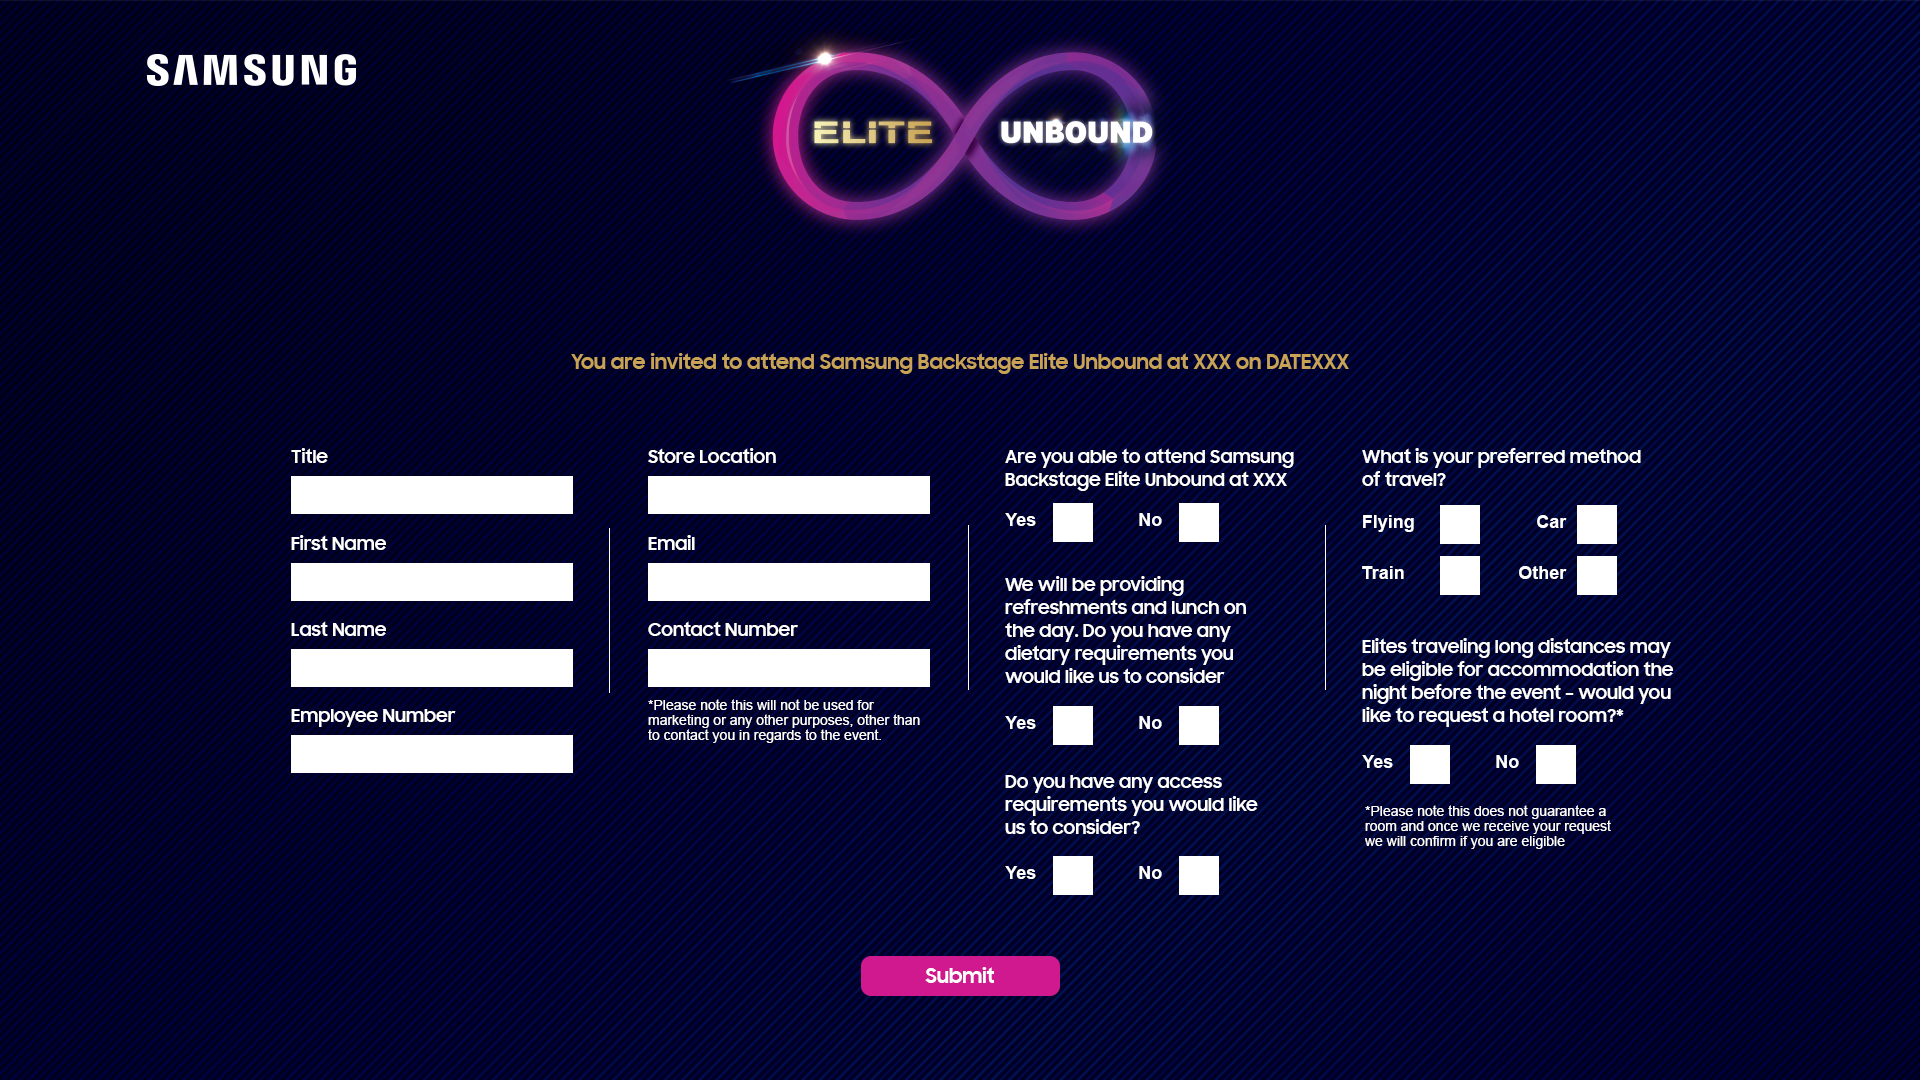 SAMSUNG
ELITE UNBOUND
You are invited to attend Samsung Backstage Elite Unbound at XXX on DATEXXX
Title
First Name
Last Name
Employee Number
Store Location
Email
Contact Number
*Please note this will not be used for
marketing or any other purposes, other than
to contact you in regards to the event.
Are you able to attend Samsung
Backstage Elite Unbound at XXX
Yes No
We will be providing
refreshments and lunch on
the day. Do you have any
dietary requirements you
would like us to consider
Yes No
Do you have any access
requirements you would like
us to consider?
Yes No
What is your preferred method
of travel?
Flying Car
Train Other
Elites traveling long distances may
be eligible for accommodation the
night before the event - would you
like to request a hotel room?*
Yes No
*Please note this does not guarantee a
room and once we receive your request
we will confirm if you are eligible
Submit